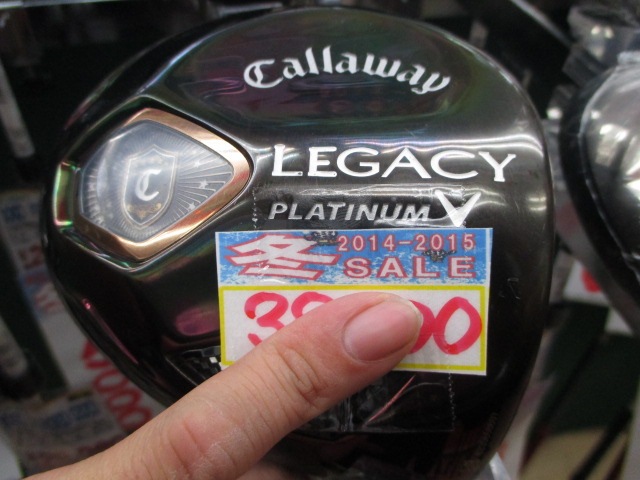 Callaway
LEGACY
PLATINUM V
C
冬 2014-2015
SALE